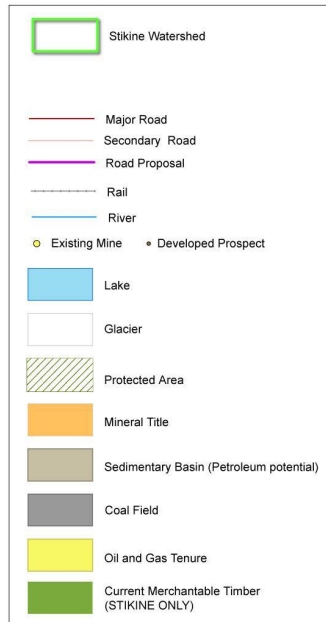 Stikine Watershed
Major Road
Secondary Road
Road Proposal
Rail
River
Existing Mine
Developed Prospect
Lake
Glacier
Protected Area
Mineral Title
Sedimentary Basin (Petroleum potential)
Coal Field
Oil and Gas Tenure
Current Merchantable Timber
(STIKINE ONLY)